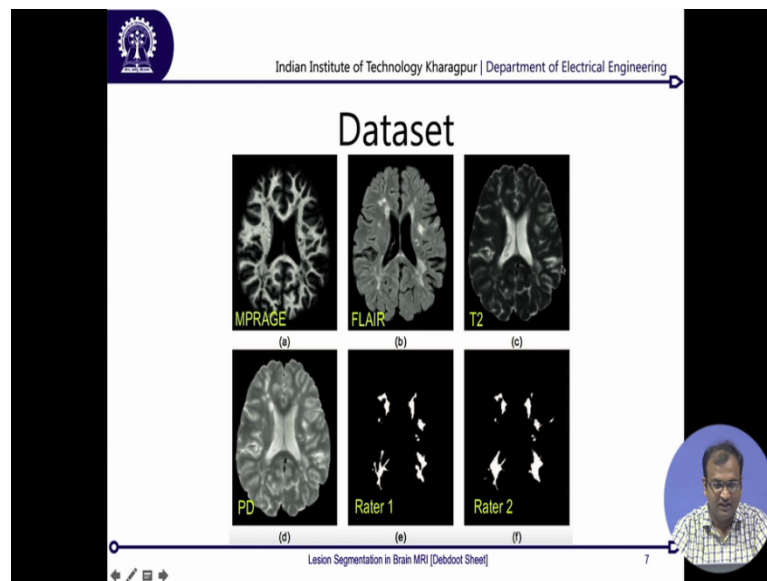 Indian Institute of Technology Kharagpur | Department of Electrical Engineering
Dataset
MPRAGE
FLAIR
T2
(a)
(b)
(c)
PD
Rater 1
Rater 2
(d)
(e)
(f)
Lesion Segmentation in Brain MRI [Debdoot Sheet]
7